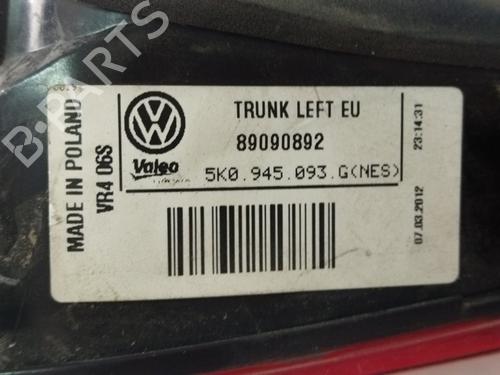 TRUNK LEFT EU
89090892
Valeo
5K0.945.093.G(NES)
MADE IN POLAND
VR4 06S
23:14:31
07.03.2012
B-PARTS